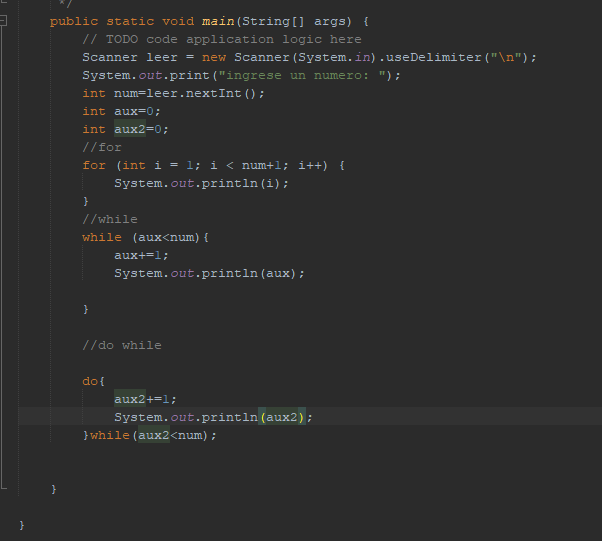 */
public static void main(String[] args) {
// TODO code application logic here
Scanner leer = new Scanner(System.in).useDelimiter("\n");
System.out.print("ingrese un numero: ");
int num=leer.nextInt();
int aux=0;
int aux2=0;
//for
for (int i = 1; i < num+1; i++) {
System.out.println(i);
}
//while
while (aux<num){
aux+=1;
System.out.println(aux);
}
//do while
do{
aux2+=1;
System.out.println(aux2);
}while(aux2<num);
}
}